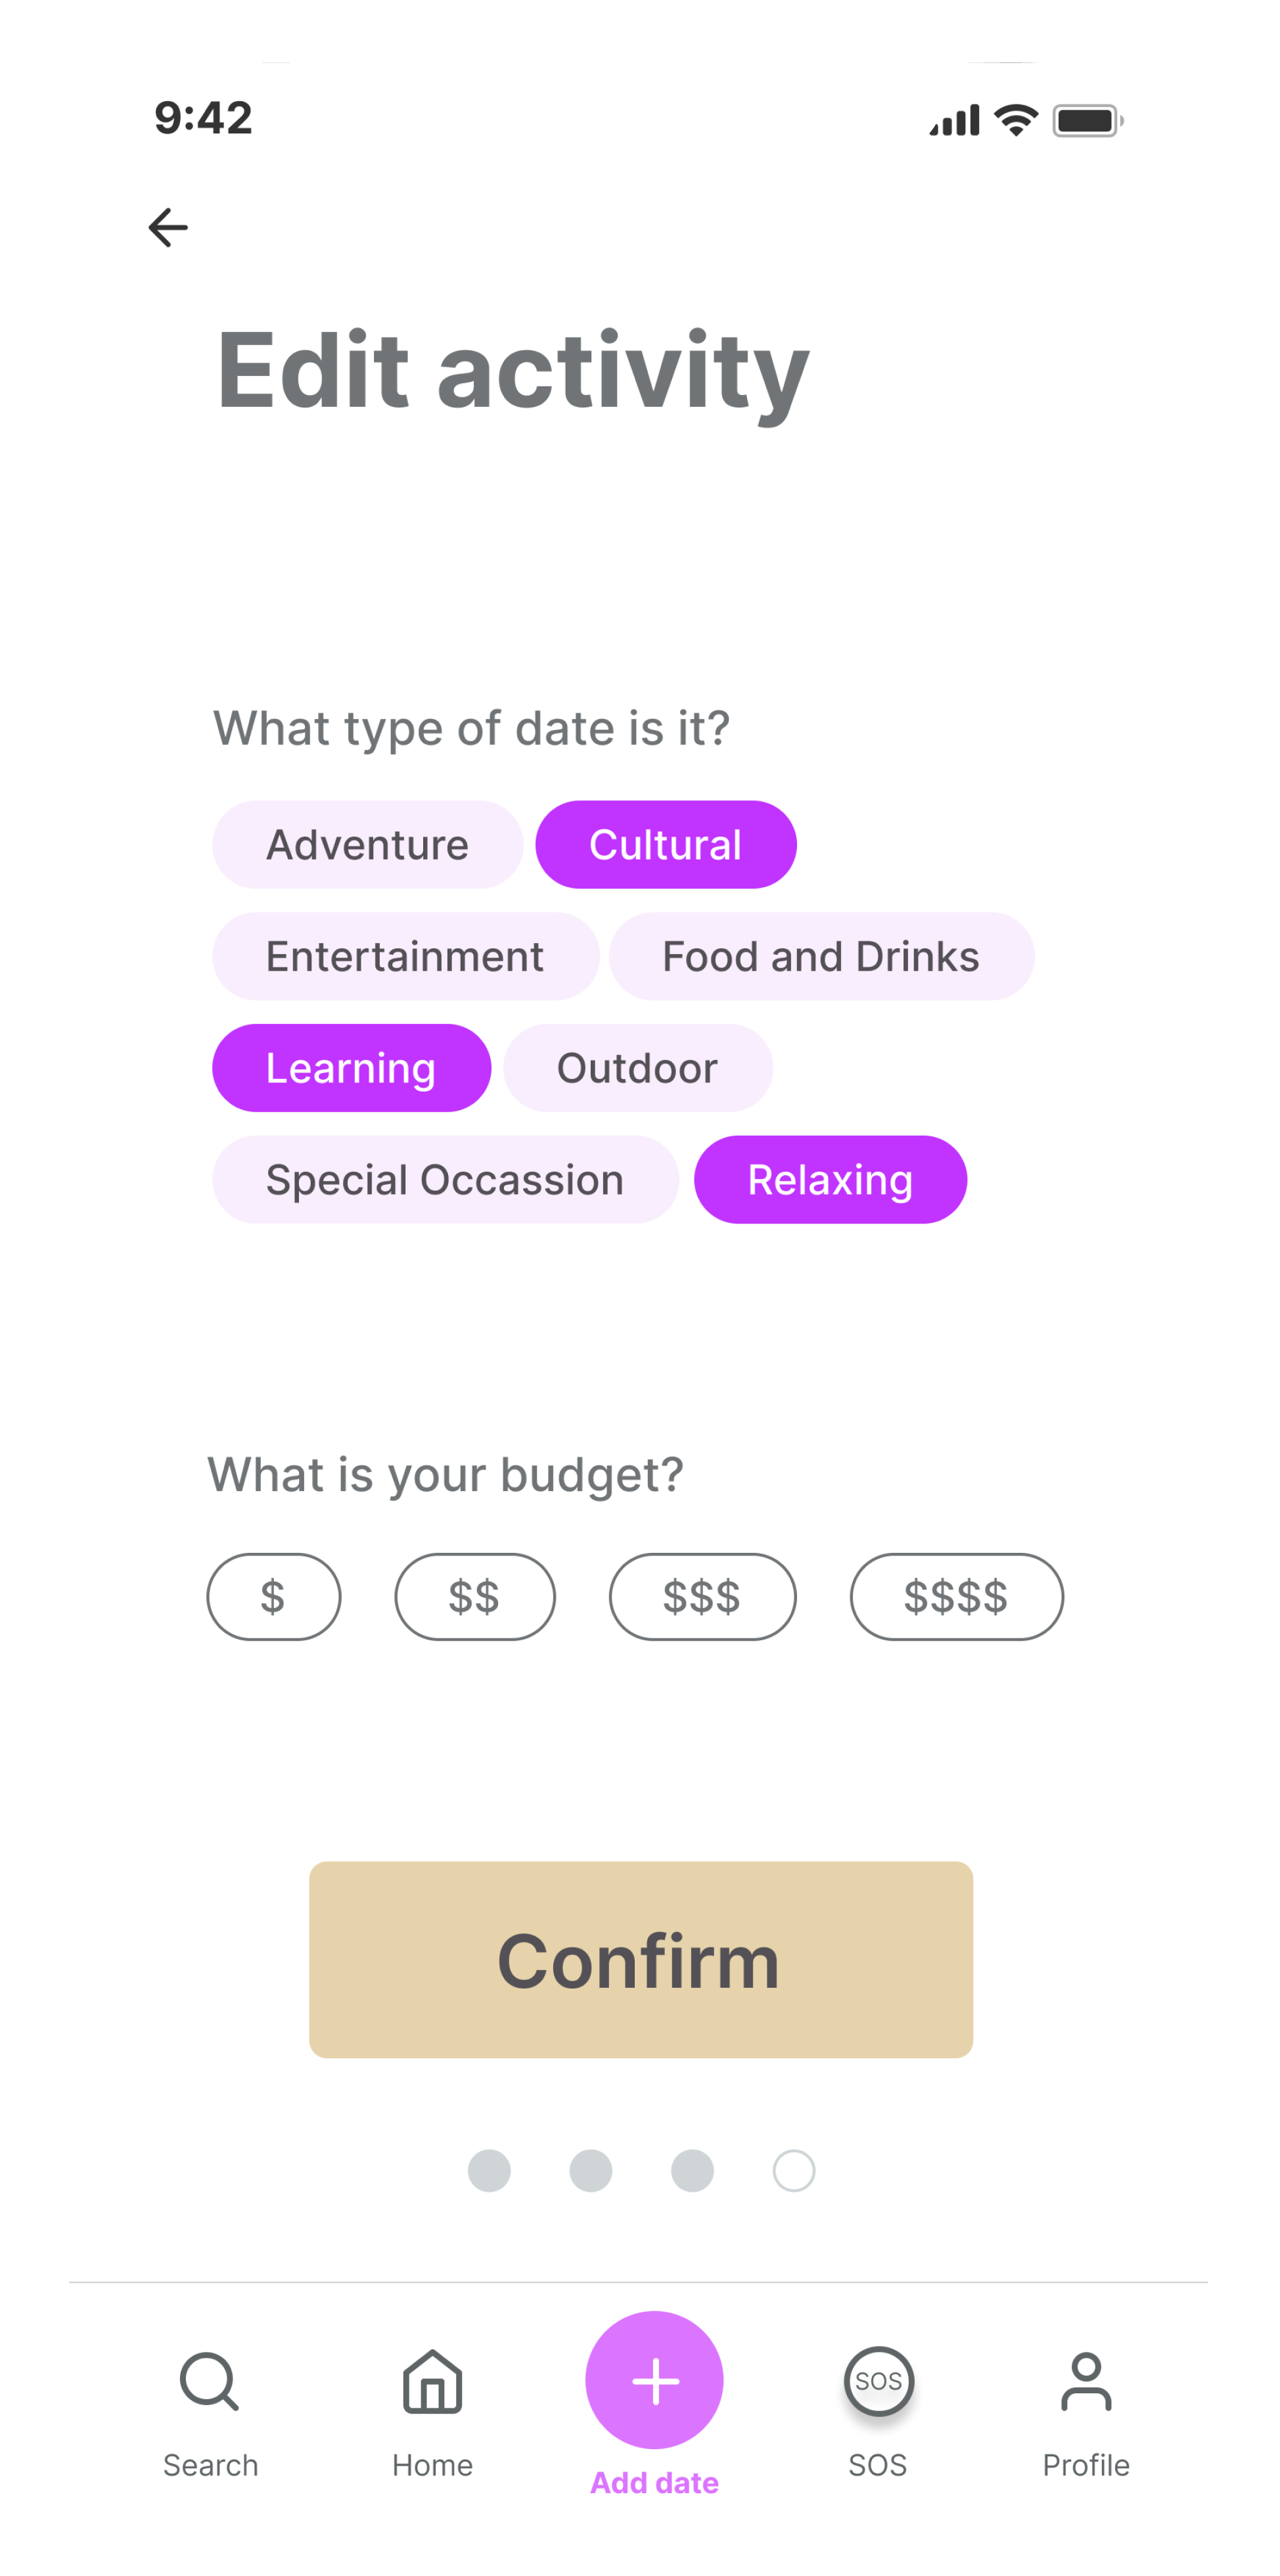 9:42
Edit activity
What type of date is it?
Adventure Cultural
Entertainment Food and Drinks
Learning Outdoor
Special Occassion Relaxing
What is your budget?
$ $$ $$$ $$$$
Confirm
SOS
Search Home Add date SOS Profile